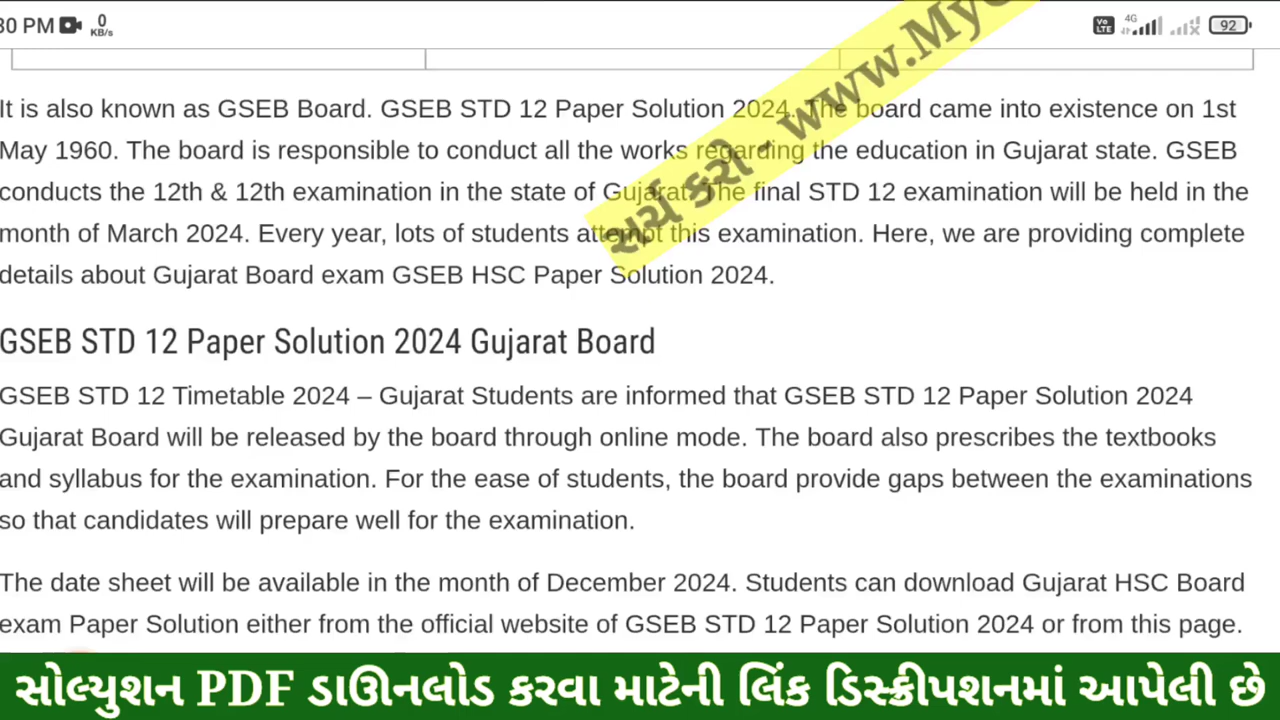 30 PM 0 KB/s Vo LTE 4G 92
સર્ચ કરો - www.My
It is also known as GSEB Board. GSEB STD 12 Paper Solution 2024. The board came into existence on 1st
May 1960. The board is responsible to conduct all the works regarding the education in Gujarat state. GSEB
conducts the 12th & 12th examination in the state of Gujarat. The final STD 12 examination will be held in the
month of March 2024. Every year, lots of students attempt this examination. Here, we are providing complete
details about Gujarat Board exam GSEB HSC Paper Solution 2024.
GSEB STD 12 Paper Solution 2024 Gujarat Board
GSEB STD 12 Timetable 2024 – Gujarat Students are informed that GSEB STD 12 Paper Solution 2024
Gujarat Board will be released by the board through online mode. The board also prescribes the textbooks
and syllabus for the examination. For the ease of students, the board provide gaps between the examinations
so that candidates will prepare well for the examination.
The date sheet will be available in the month of December 2024. Students can download Gujarat HSC Board
exam Paper Solution either from the official website of GSEB STD 12 Paper Solution 2024 or from this page.
સોલ્યુશન PDF ડાઊનલોડ કરવા માટેની લિંક ડિસ્ક્રીપશનમાં આપેલી છે